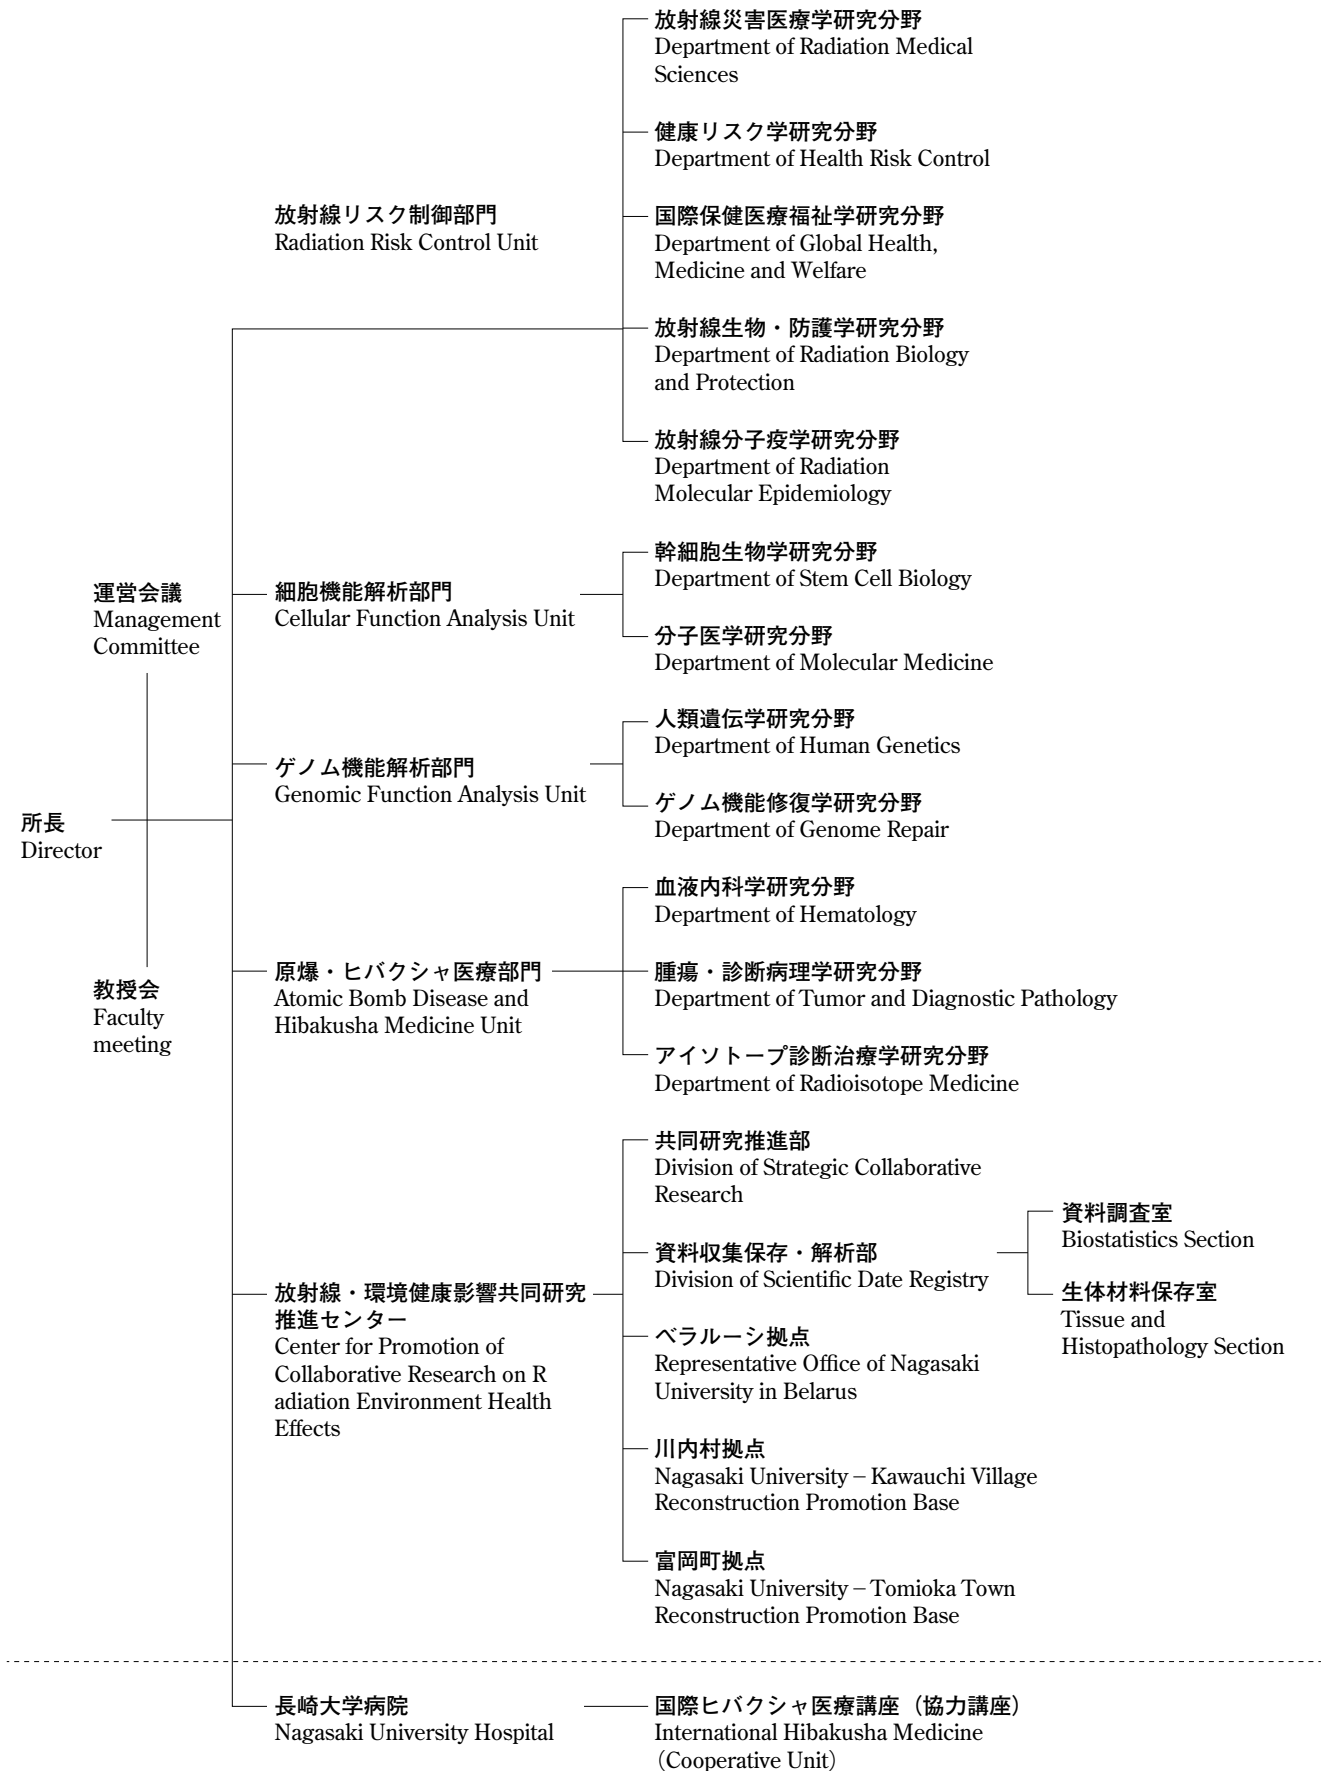 所長
Director
運営会議
Management
Committee
教授会
Faculty
meeting
放射線リスク制御部門
Radiation Risk Control Unit
放射線災害医療学研究分野
Department of Radiation Medical
Sciences
健康リスク学研究分野
Department of Health Risk Control
国際保健医療福祉学研究分野
Department of Global Health,
Medicine and Welfare
放射線生物・防護学研究分野
Department of Radiation Biology
and Protection
放射線分子疫学研究分野
Department of Radiation
Molecular Epidemiology
細胞機能解析部門
Cellular Function Analysis Unit
幹細胞生物学研究分野
Department of Stem Cell Biology
分子医学研究分野
Department of Molecular Medicine
ゲノム機能解析部門
Genomic Function Analysis Unit
人類遺伝学研究分野
Department of Human Genetics
ゲノム機能修復学研究分野
Department of Genome Repair
原爆・ヒバクシャ医療部門
Atomic Bomb Disease and
Hibakusha Medicine Unit
血液内科学研究分野
Department of Hematology
腫瘍・診断病理学研究分野
Department of Tumor and Diagnostic Pathology
アイソトープ診断治療学研究分野
Department of Radioisotope Medicine
放射線・環境健康影響共同研究
推進センター
Center for Promotion of
Collaborative Research on R
adiation Environment Health
Effects
共同研究推進部
Division of Strategic Collaborative
Research
資料収集保存・解析部
Division of Scientific Date Registry
資料調査室
Biostatistics Section
生体材料保存室
Tissue and
Histopathology Section
ベラルーシ拠点
Representative Office of Nagasaki
University in Belarus
川内村拠点
Nagasaki University – Kawauchi Village
Reconstruction Promotion Base
富岡町拠点
Nagasaki University – Tomioka Town
Reconstruction Promotion Base
長崎大学病院
Nagasaki University Hospital
国際ヒバクシャ医療講座（協力講座）
International Hibakusha Medicine
（Cooperative Unit）